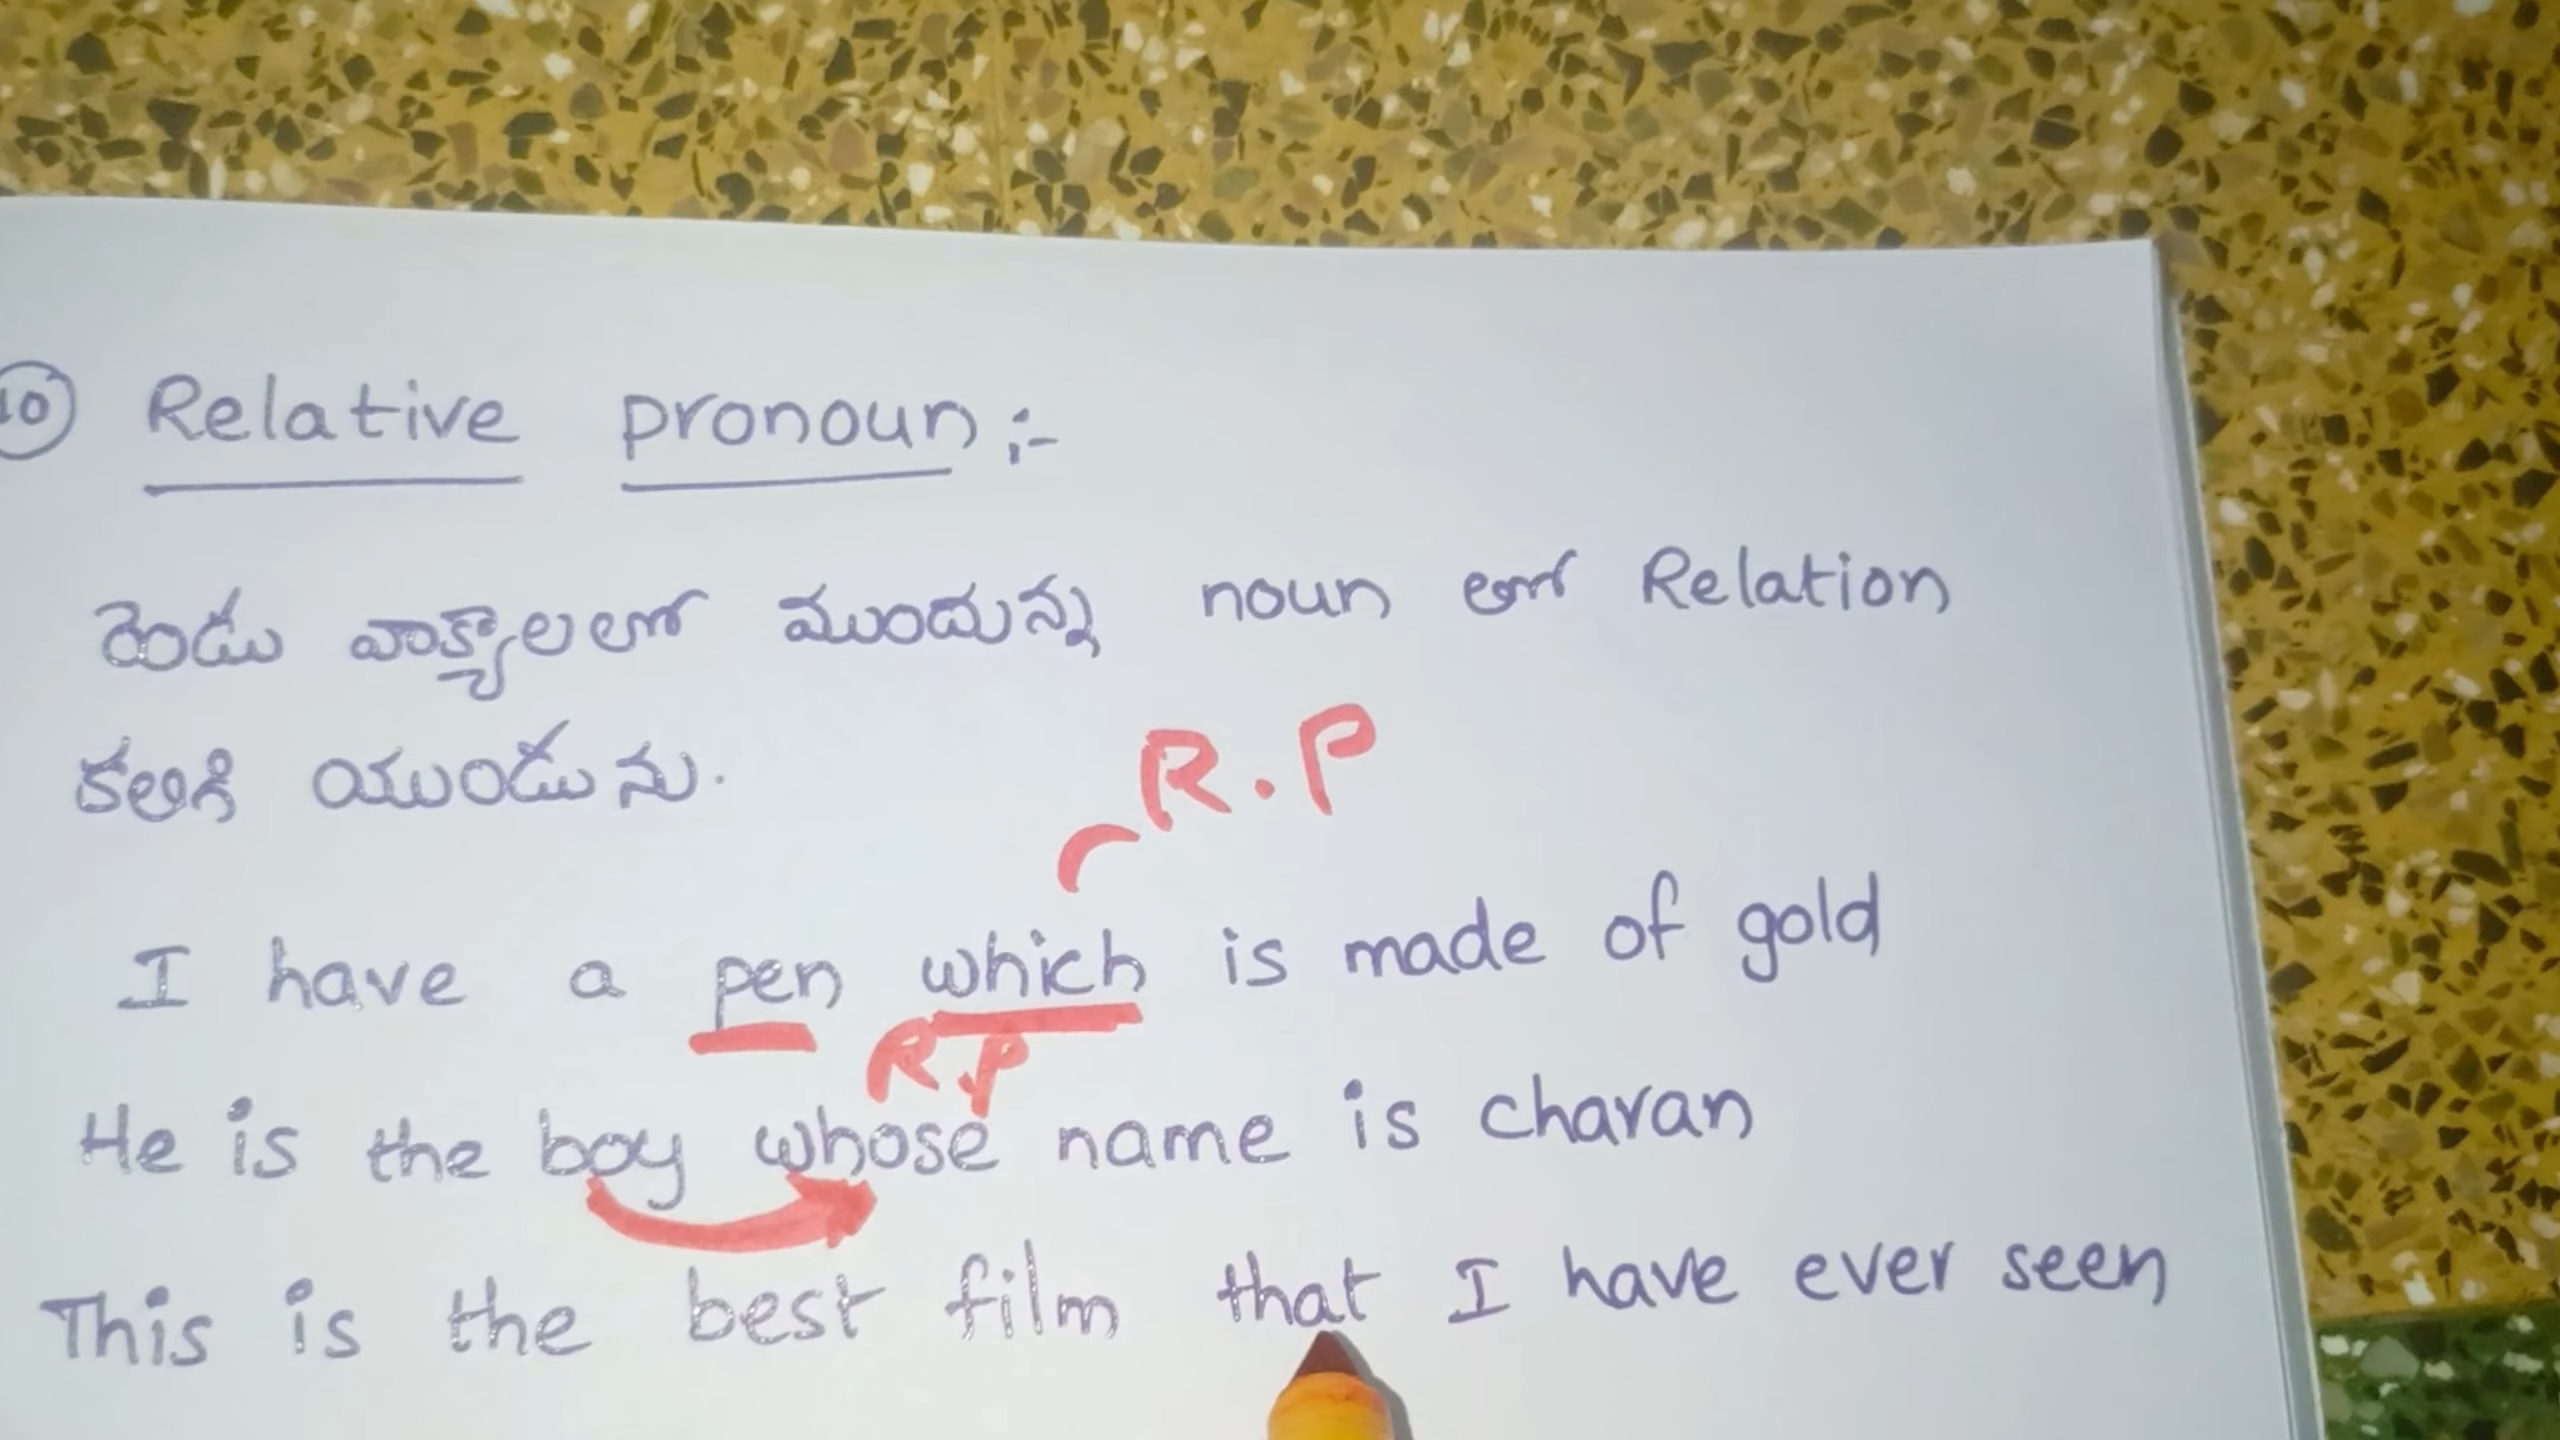 10 Relative pronoun :-
రెండు వాక్యాలలో ముందున్న noun తో Relation
కలిగి యుండును.
R.P
I have a pen which is made of gold
R.P
He is the boy whose name is charan
This is the best film that I have ever seen